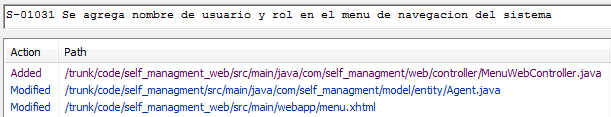 S-01031 Se agrega nombre de usuario y rol en el menu de navegacion del sistema
Action Path
Added /trunk/code/self_managment_web/src/main/java/com/self_managment/web/controller/MenuWebController.java
Modified /trunk/code/self_managment/src/main/java/com/self_managment/model/entity/Agent.java
Modified /trunk/code/self_managment_web/src/main/webapp/menu.xhtml